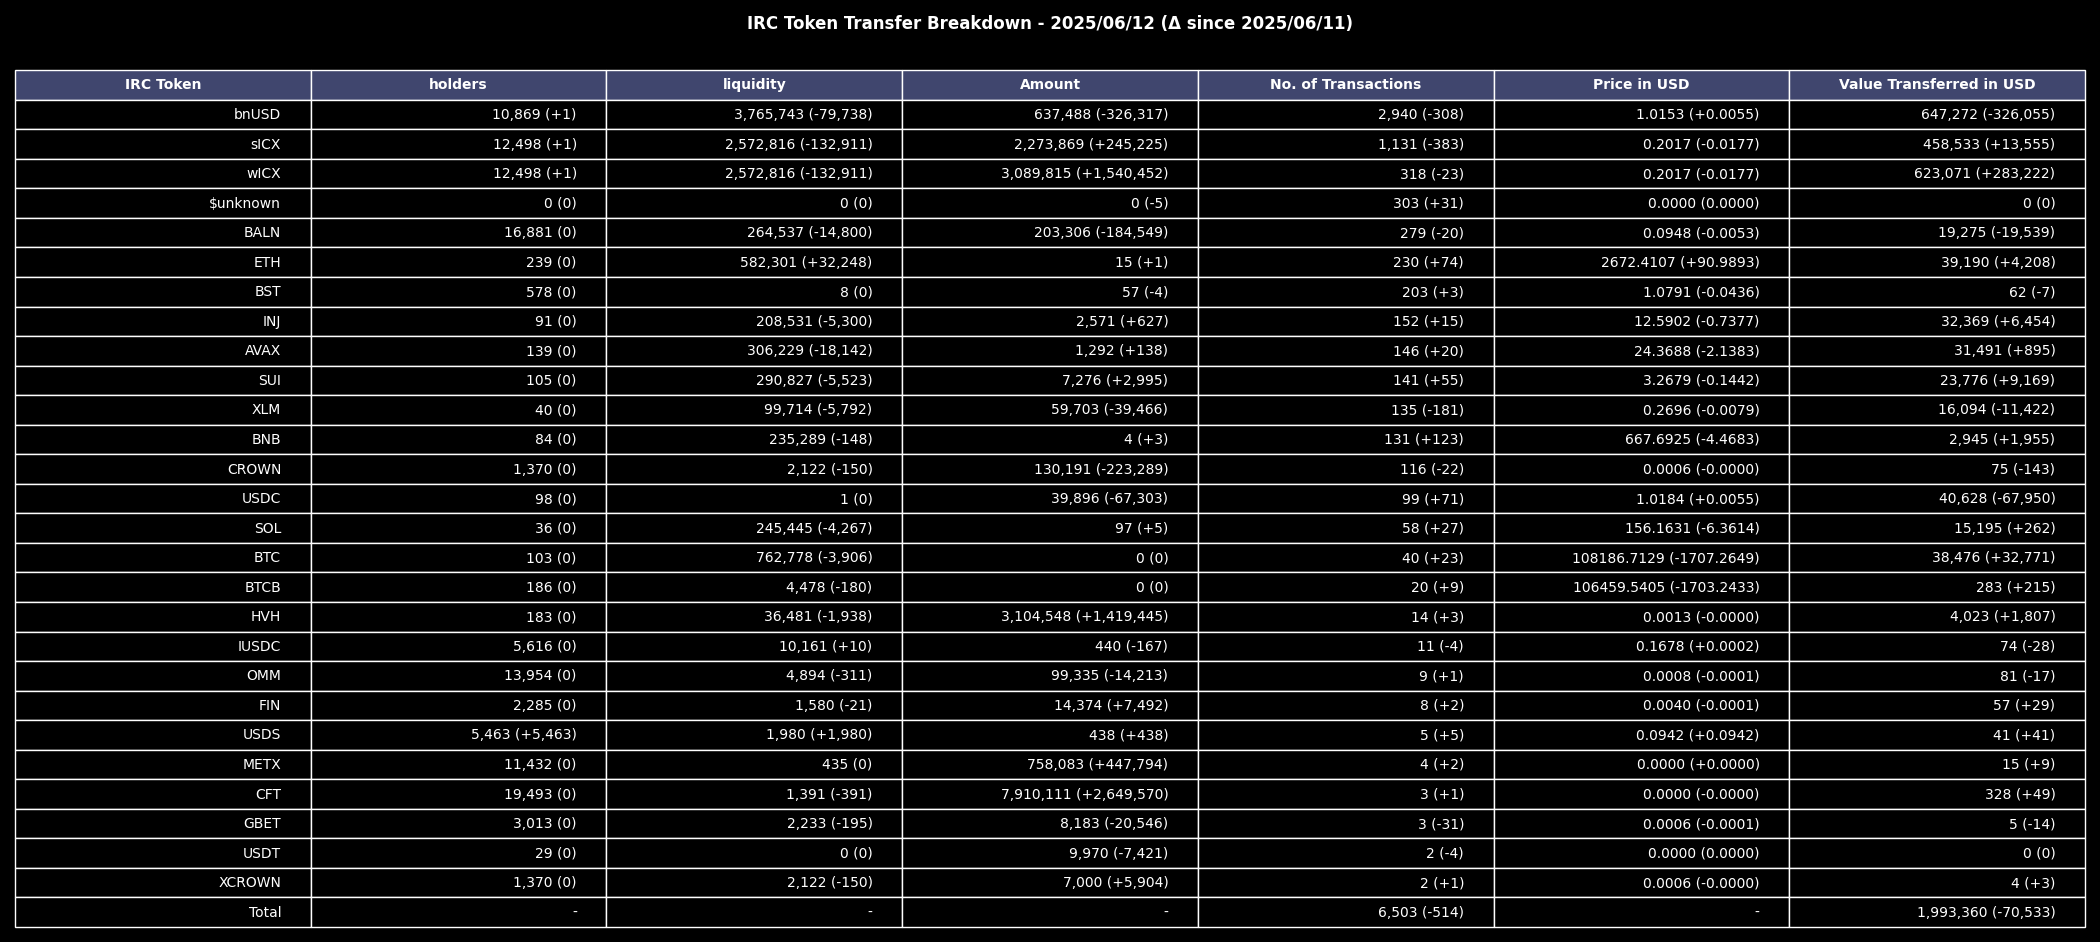 IRC Token Transfer Breakdown - 2025/06/12 (Δ since 2025/06/11)
IRC Token holders liquidity Amount No. of Transactions Price in USD Value Transferred in USD
bnUSD 10,869 (+1) 3,765,743 (-79,738) 637,488 (-326,317) 2,940 (-308) 1.0153 (+0.0055) 647,272 (-326,055)
sICX 12,498 (+1) 2,572,816 (-132,911) 2,273,869 (+245,225) 1,131 (-383) 0.2017 (-0.0177) 458,533 (+13,555)
wICX 12,498 (+1) 2,572,816 (-132,911) 3,089,815 (+1,540,452) 318 (-23) 0.2017 (-0.0177) 623,071 (+283,222)
$unknown 0 (0) 0 (0) 0 (-5) 303 (+31) 0.0000 (0.0000) 0 (0)
BALN 16,881 (0) 264,537 (-14,800) 203,306 (-184,549) 279 (-20) 0.0948 (-0.0053) 19,275 (-19,539)
ETH 239 (0) 582,301 (+32,248) 15 (+1) 230 (+74) 2672.4107 (+90.9893) 39,190 (+4,208)
BST 578 (0) 8 (0) 57 (-4) 203 (+3) 1.0791 (-0.0436) 62 (-7)
INJ 91 (0) 208,531 (-5,300) 2,571 (+627) 152 (+15) 12.5902 (-0.7377) 32,369 (+6,454)
AVAX 139 (0) 306,229 (-18,142) 1,292 (+138) 146 (+20) 24.3688 (-2.1383) 31,491 (+895)
SUI 105 (0) 290,827 (-5,523) 7,276 (+2,995) 141 (+55) 3.2679 (-0.1442) 23,776 (+9,169)
XLM 40 (0) 99,714 (-5,792) 59,703 (-39,466) 135 (-181) 0.2696 (-0.0079) 16,094 (-11,422)
BNB 84 (0) 235,289 (-148) 4 (+3) 131 (+123) 667.6925 (-4.4683) 2,945 (+1,955)
CROWN 1,370 (0) 2,122 (-150) 130,191 (-223,289) 116 (-22) 0.0006 (-0.0000) 75 (-143)
USDC 98 (0) 1 (0) 39,896 (-67,303) 99 (+71) 1.0184 (+0.0055) 40,628 (-67,950)
SOL 36 (0) 245,445 (-4,267) 97 (+5) 58 (+27) 156.1631 (-6.3614) 15,195 (+262)
BTC 103 (0) 762,778 (-3,906) 0 (0) 40 (+23) 108186.7129 (-1707.2649) 38,476 (+32,771)
BTCB 186 (0) 4,478 (-180) 0 (0) 20 (+9) 106459.5405 (-1703.2433) 283 (+215)
HVH 183 (0) 36,481 (-1,938) 3,104,548 (+1,419,445) 14 (+3) 0.0013 (-0.0000) 4,023 (+1,807)
IUSDC 5,616 (0) 10,161 (+10) 440 (-167) 11 (-4) 0.1678 (+0.0002) 74 (-28)
OMM 13,954 (0) 4,894 (-311) 99,335 (-14,213) 9 (+1) 0.0008 (-0.0001) 81 (-17)
FIN 2,285 (0) 1,580 (-21) 14,374 (+7,492) 8 (+2) 0.0040 (-0.0001) 57 (+29)
USDS 5,463 (+5,463) 1,980 (+1,980) 438 (+438) 5 (+5) 0.0942 (+0.0942) 41 (+41)
METX 11,432 (0) 435 (0) 758,083 (+447,794) 4 (+2) 0.0000 (+0.0000) 15 (+9)
CFT 19,493 (0) 1,391 (-391) 7,910,111 (+2,649,570) 3 (+1) 0.0000 (-0.0000) 328 (+49)
GBET 3,013 (0) 2,233 (-195) 8,183 (-20,546) 3 (-31) 0.0006 (-0.0001) 5 (-14)
USDT 29 (0) 0 (0) 9,970 (-7,421) 2 (-4) 0.0000 (0.0000) 0 (0)
XCROWN 1,370 (0) 2,122 (-150) 7,000 (+5,904) 2 (+1) 0.0006 (-0.0000) 4 (+3)
Total - - - 6,503 (-514) - 1,993,360 (-70,533)